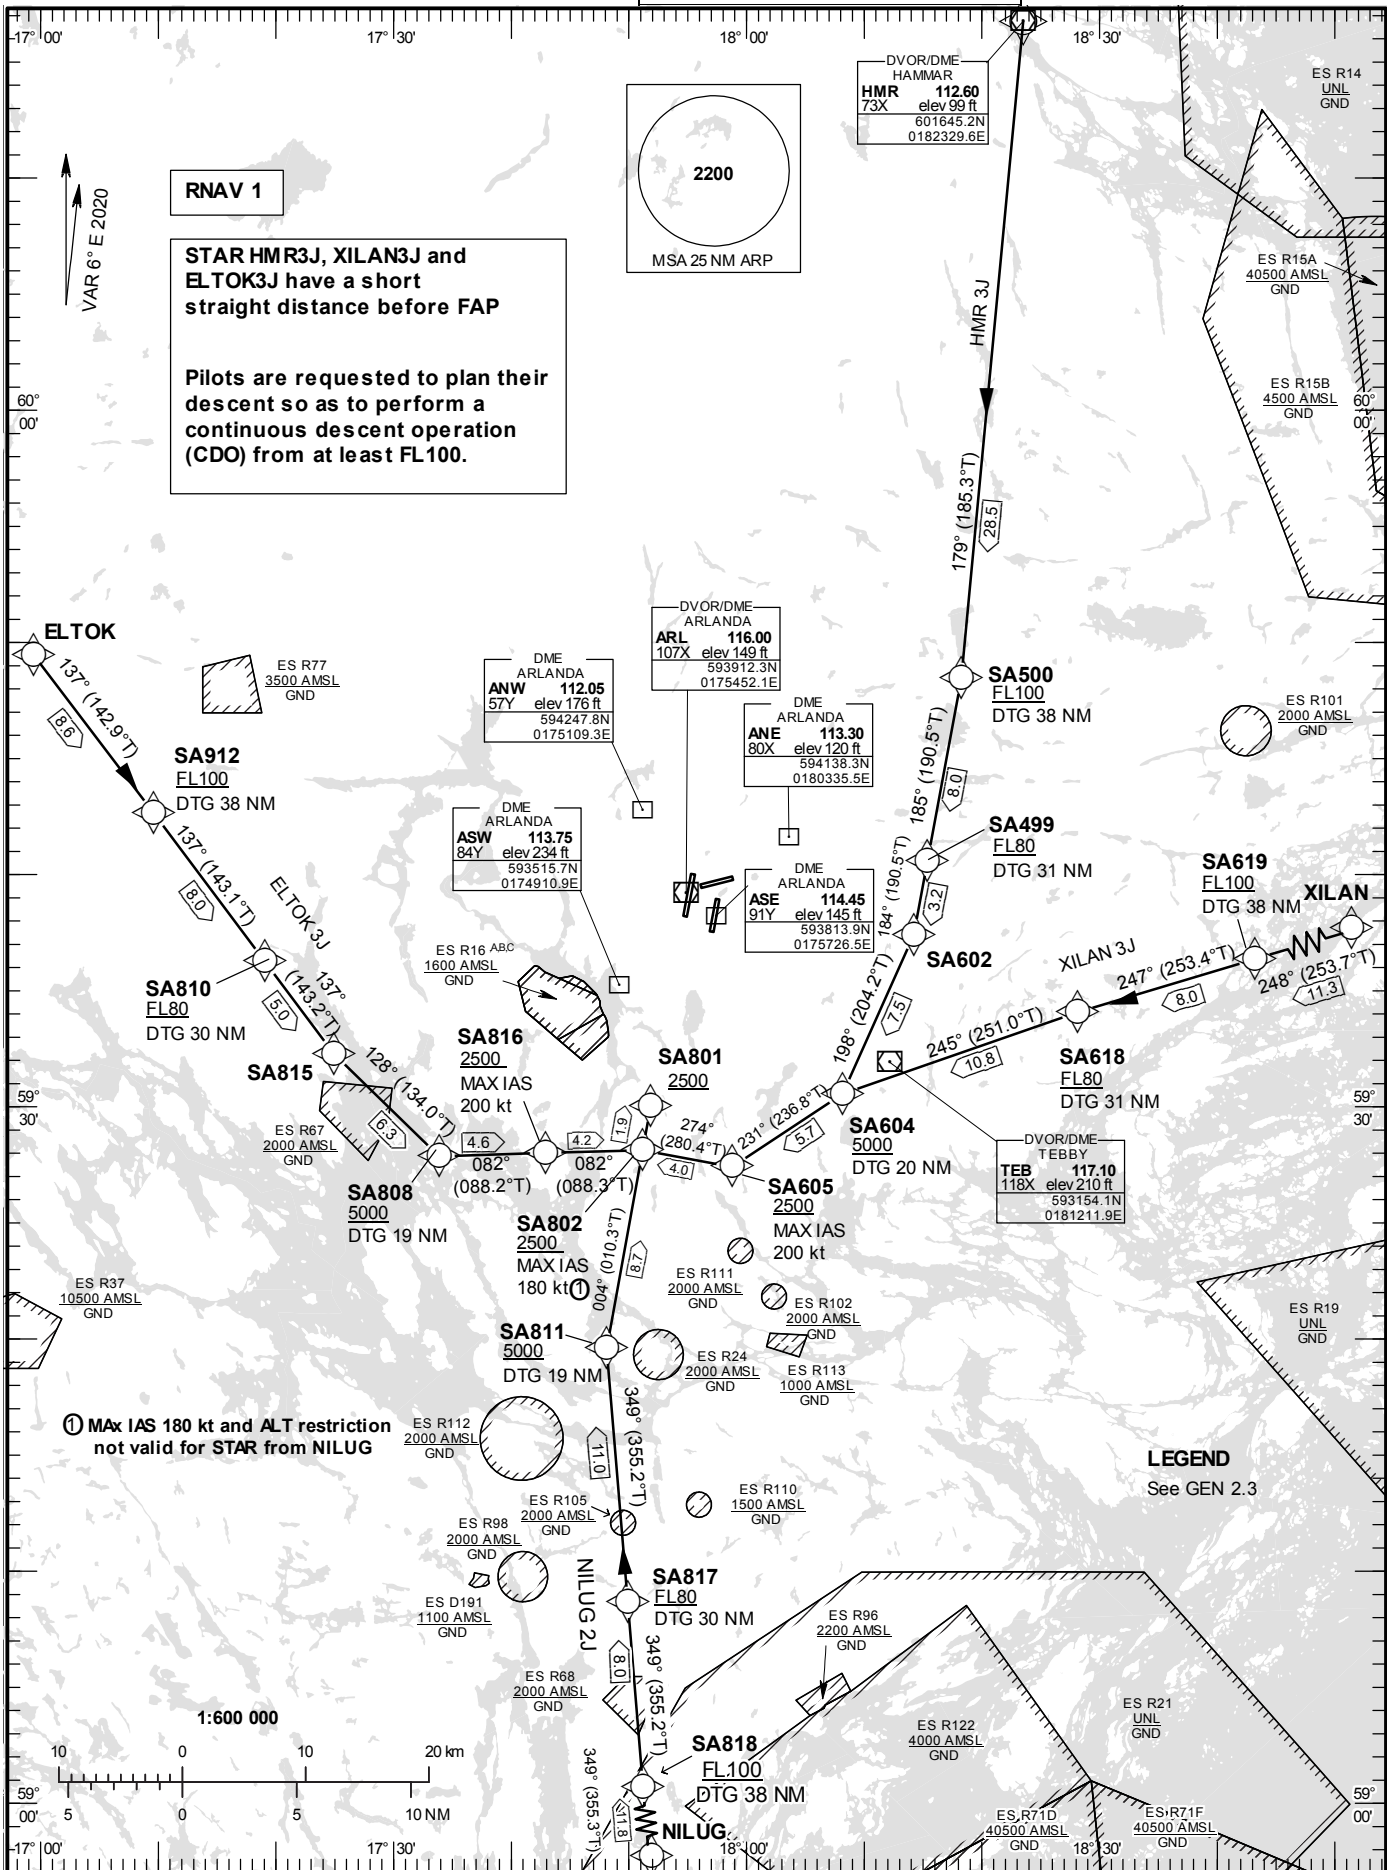 17° 00'
17° 30'
18° 00'
18° 30'
DVOR/DME
HAMMAR
HMR 112.60
73X elev 99 ft
601645.2N
0182329.6E
ES R14
UNL
GND
2200
MSA 25 NM ARP
VAR 6° E 2020
RNAV 1
STAR HMR3J, XILAN3J and
ELTOK3J have a short
straight distance before FAP
Pilots are requested to plan their
descent so as to perform a
continuous descent operation
(CDO) from at least FL100.
ES R15A
40500 AMSL
GND
HMR 3J
ES R15B
4500 AMSL
GND
60°
00'
60°
00'
179° (185.3°T)
28.5
ELTOK
137° (142.9°T)
8.6
ES R77
3500 AMSL
GND
DVOR/DME
ARLANDA
ARL 116.00
107X elev 149 ft
593912.3N
0175452.1E
DME
ARLANDA
ANW 112.05
57Y elev 176 ft
594247.8N
0175109.3E
DME
ARLANDA
ANE 113.30
80X elev 120 ft
594138.3N
0180335.5E
SA500
FL100
DTG 38 NM
ES R101
2000 AMSL
GND
SA912
FL100
DTG 38 NM
185° (190.5°T)
8.0
DME
ARLANDA
ASW 113.75
84Y elev 234 ft
593515.7N
0174910.9E
SA499
FL80
DTG 31 NM
137° (143.1°T)
8.0
ELTOK 3J
DME
ARLANDA
ASE 114.45
91Y elev 145 ft
593813.9N
0175726.5E
184° (190.5°T)
3.2
SA619
FL100
DTG 38 NM
XILAN
ES R16 ABC
1600 AMSL
GND
SA602
XILAN 3J
247° (253.4°T)
8.0
248° (253.7°T)
11.3
SA810
FL80
DTG 30 NM
137°
(143.2°T)
5.0
198° (204.2°T)
7.5
245° (251.0°T)
10.8
SA816
2500
MAX IAS
200 kt
SA801
2500
SA618
FL80
DTG 31 NM
SA815
128° (134.0°T)
6.3
ES R67
2000 AMSL
GND
59°
30'
59°
30'
4.6
082°
(088.2°T)
4.2
082°
(088.3°T)
1.9
274°
(280.4°T)
4.0
231° (236.8°T)
5.7
SA604
5000
DTG 20 NM
DVOR/DME
TEBBY
TEB 117.10
118X elev 210 ft
593154.1N
0181211.9E
SA808
5000
DTG 19 NM
SA802
2500
MAX IAS
180 kt ①
SA605
2500
MAX IAS
200 kt
004° (010.3°T)
8.7
ES R111
2000 AMSL
GND
ES R102
2000 AMSL
GND
ES R37
10500 AMSL
GND
ES R19
UNL
GND
SA811
5000
DTG 19 NM
ES R24
2000 AMSL
GND
ES R113
1000 AMSL
GND
① MAx IAS 180 kt and ALT restriction
not valid for STAR from NILUG
ES R112
2000 AMSL
GND
349° (355.2°T)
11.0
LEGEND
See GEN 2.3
ES R105
2000 AMSL
GND
ES R110
1500 AMSL
GND
ES R98
2000 AMSL
GND
NILUG 2J
SA817
FL80
DTG 30 NM
ES D191
1100 AMSL
GND
ES R96
2200 AMSL
GND
8.0
349° (355.2°T)
ES R68
2000 AMSL
GND
ES R21
UNL
GND
ES R122
4000 AMSL
GND
1:600 000
10 0 10 20 km
5 0 5 10 NM
SA818
FL100
DTG 38 NM
349° (355.3°T)
11.8
NILUG
59°
00'
59°
00'
ES R71D
40500 AMSL
GND
ES R71F
40500 AMSL
GND
17° 00'
17° 30'
18° 00'
18° 30'